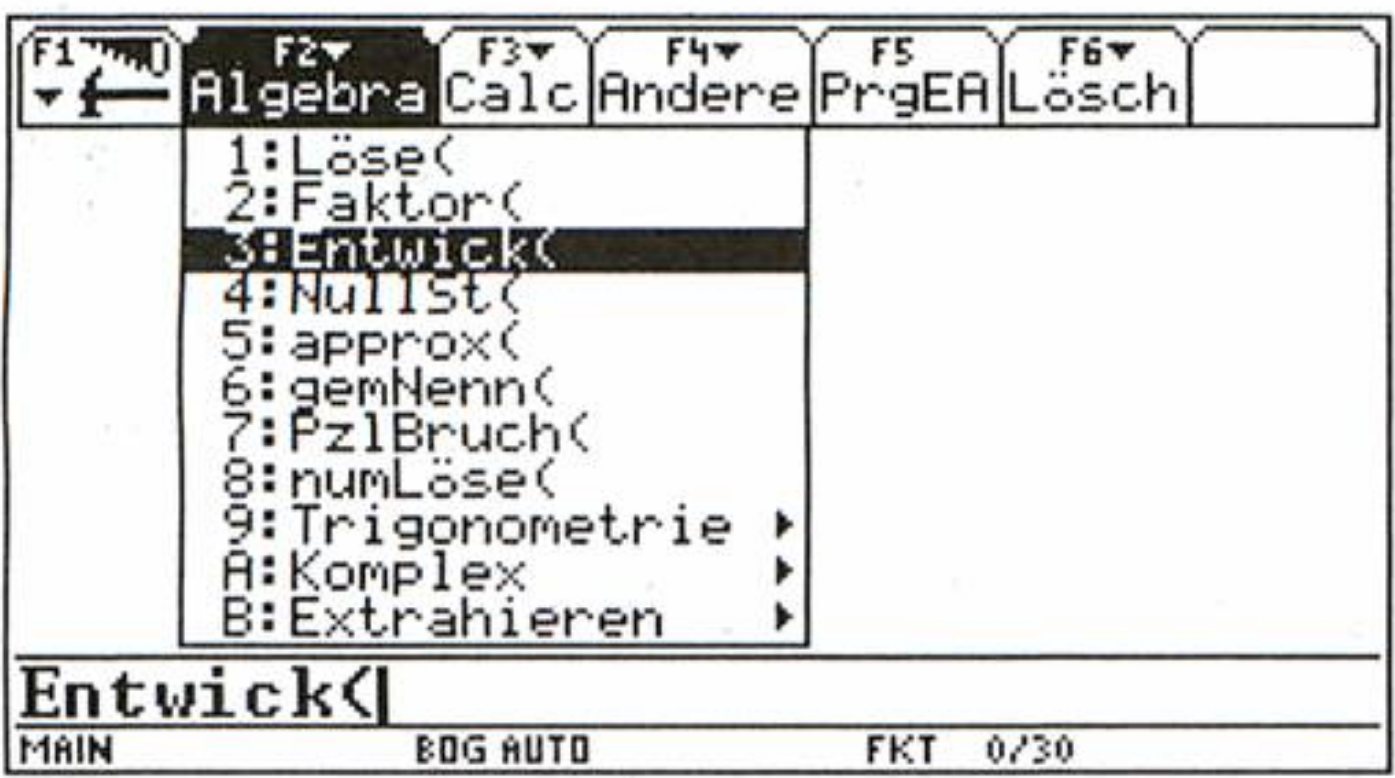 F1 F2 F3 F4 F5 F6
Algebra Calc Andere PrgEA Lösch
1:Löse(
2:Faktor(
3:Entwick(
4:NullSt(
5:approx(
6:gemNenn(
7:PzlBruch(
8:numLöse(
9:Trigonometrie
A:Komplex
B:Extrahieren
Entwick(
MAIN BOG AUTO FKT 0/30